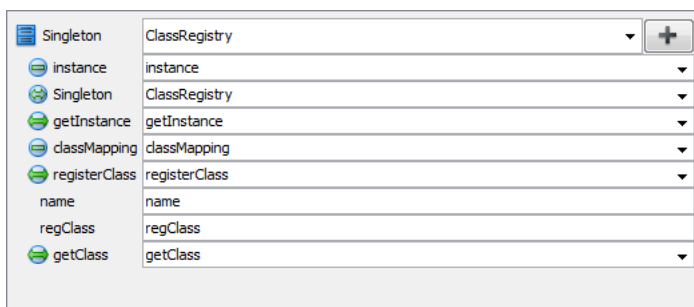 Singleton ClassRegistry
instance instance
Singleton ClassRegistry
getInstance getInstance
classMapping classMapping
registerClass registerClass
name name
regClass regClass
getClass getClass